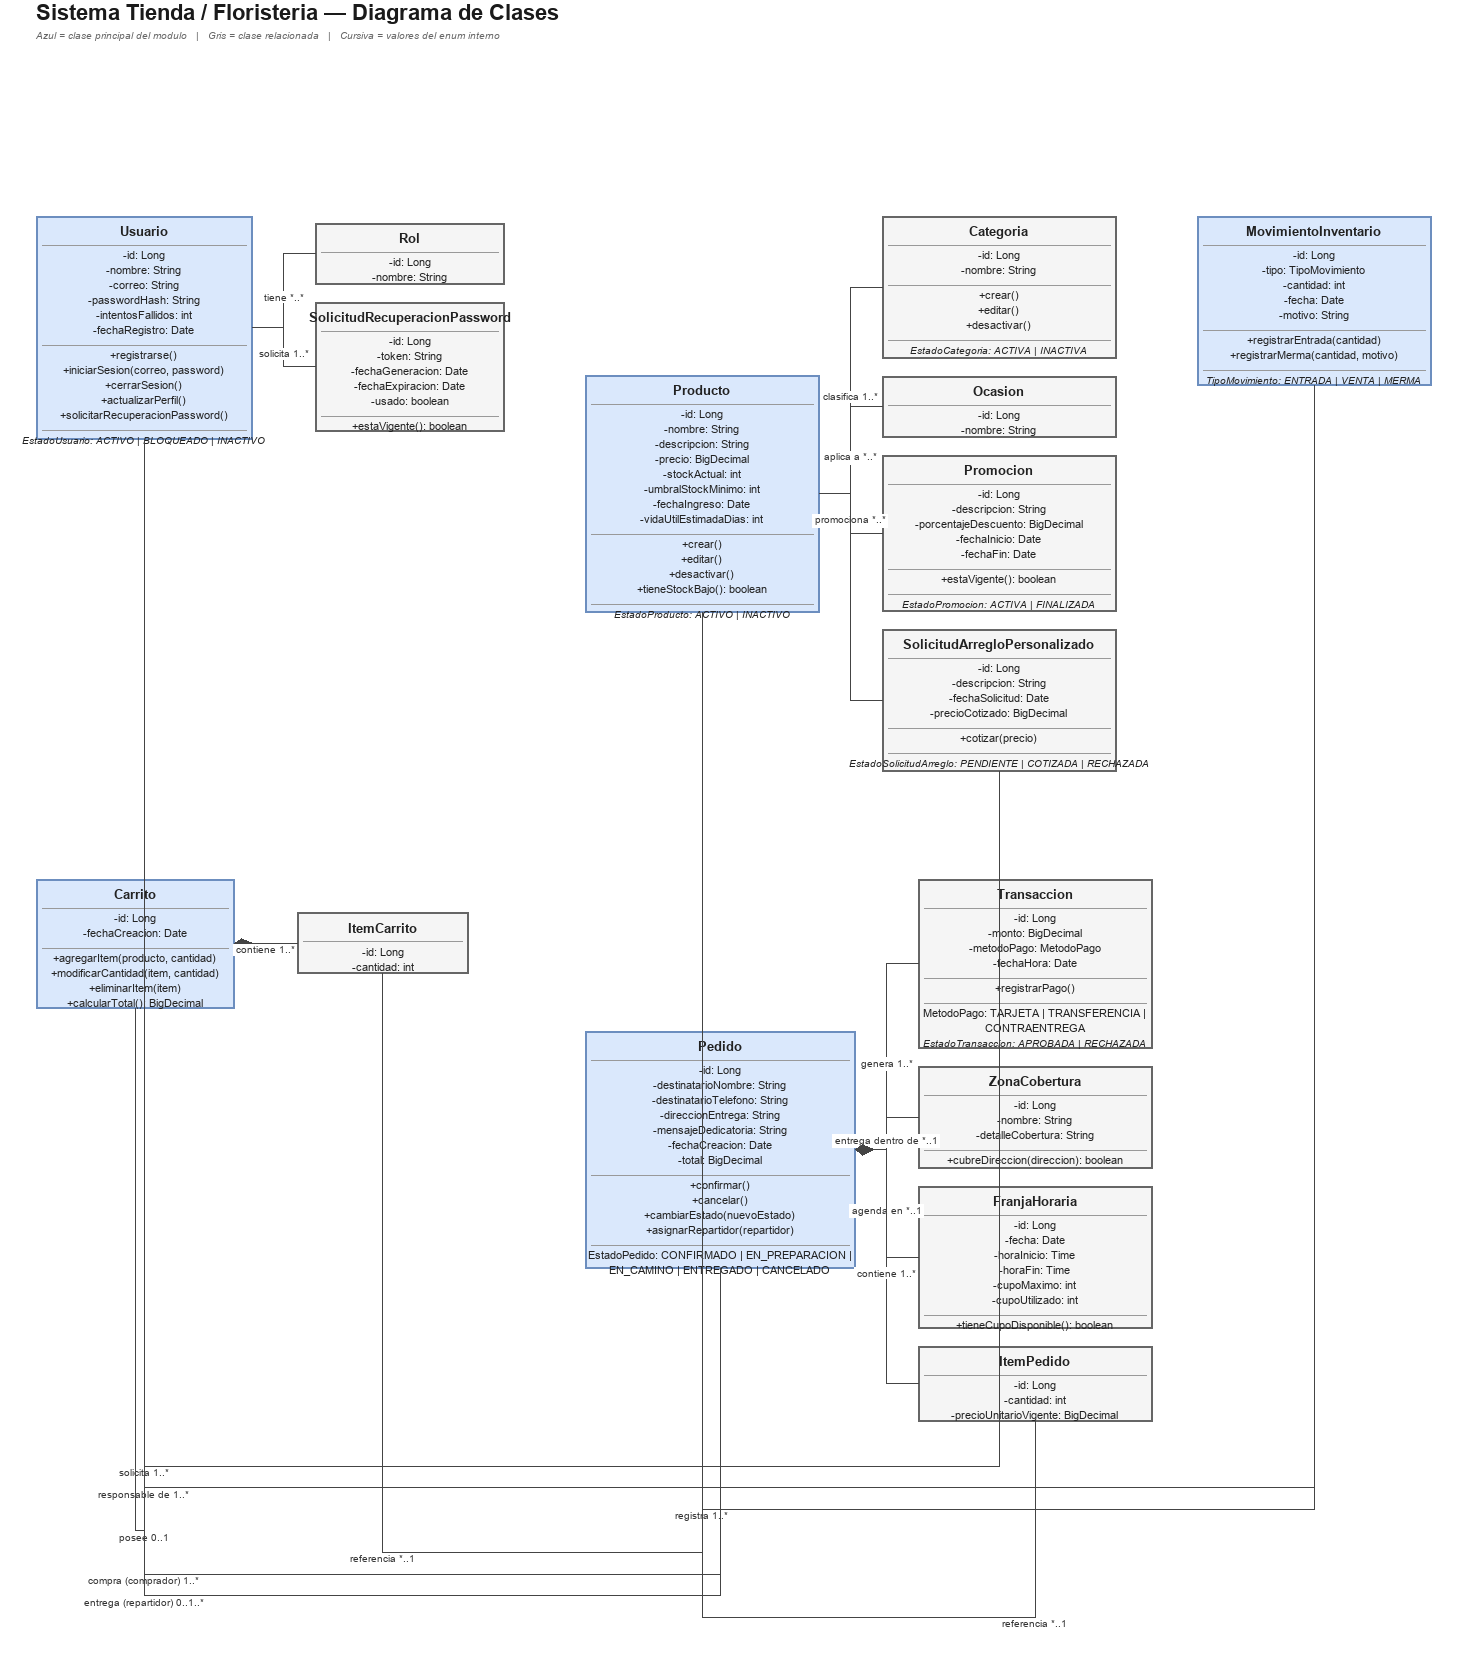 Sistema Tienda / Floristeria — Diagrama de Clases
Azul = clase principal del modulo | Gris = clase relacionada | Cursiva = valores del enum interno
Usuario
-id: Long
-nombre: String
-correo: String
-passwordHash: String
-intentosFallidos: int
-fechaRegistro: Date
+registrarse()
+iniciarSesion(correo, password)
+cerrarSesion()
+actualizarPerfil()
+solicitarRecuperacionPassword()
EstadoUsuario: ACTIVO | BLOQUEADO | INACTIVO
tiene *..*
solicita 1..*
Rol
-id: Long
-nombre: String
SolicitudRecuperacionPassword
-id: Long
-token: String
-fechaGeneracion: Date
-fechaExpiracion: Date
-usado: boolean
+estaVigente(): boolean
Producto
-id: Long
-nombre: String
-descripcion: String
-precio: BigDecimal
-stockActual: int
-umbralStockMinimo: int
-fechaIngreso: Date
-vidaUtilEstimadaDias: int
+crear()
+editar()
+desactivar()
+tieneStockBajo(): boolean
EstadoProducto: ACTIVO | INACTIVO
clasifica 1..*
aplica a *..*
promociona *..*
Categoria
-id: Long
-nombre: String
+crear()
+editar()
+desactivar()
EstadoCategoria: ACTIVA | INACTIVA
Ocasion
-id: Long
-nombre: String
Promocion
-id: Long
-descripcion: String
-porcentajeDescuento: BigDecimal
-fechaInicio: Date
-fechaFin: Date
+estaVigente(): boolean
EstadoPromocion: ACTIVA | FINALIZADA
SolicitudArregloPersonalizado
-id: Long
-descripcion: String
-fechaSolicitud: Date
-precioCotizado: BigDecimal
+cotizar(precio)
EstadoSolicitudArreglo: PENDIENTE | COTIZADA | RECHAZADA
MovimientoInventario
-id: Long
-tipo: TipoMovimiento
-cantidad: int
-fecha: Date
-motivo: String
+registrarEntrada(cantidad)
+registrarMerma(cantidad, motivo)
TipoMovimiento: ENTRADA | VENTA | MERMA
Carrito
-id: Long
-fechaCreacion: Date
+agregarItem(producto, cantidad)
+modificarCantidad(item, cantidad)
+eliminarItem(item)
+calcularTotal(): BigDecimal
contiene 1..*
ItemCarrito
-id: Long
-cantidad: int
Pedido
-id: Long
-destinatarioNombre: String
-destinatarioTelefono: String
-direccionEntrega: String
-mensajeDedicatoria: String
-fechaCreacion: Date
-total: BigDecimal
+confirmar()
+cancelar()
+cambiarEstado(nuevoEstado)
+asignarRepartidor(repartidor)
EstadoPedido: CONFIRMADO | EN_PREPARACION |
EN_CAMINO | ENTREGADO | CANCELADO
genera 1..*
entrega dentro de *..1
agenda en *..1
contiene 1..*
Transaccion
-id: Long
-monto: BigDecimal
-metodoPago: MetodoPago
-fechaHora: Date
+registrarPago()
MetodoPago: TARJETA | TRANSFERENCIA |
CONTRAENTREGA
EstadoTransaccion: APROBADA | RECHAZADA
ZonaCobertura
-id: Long
-nombre: String
-detalleCobertura: String
+cubreDireccion(direccion): boolean
FranjaHoraria
-id: Long
-fecha: Date
-horaInicio: Time
-horaFin: Time
-cupoMaximo: int
-cupoUtilizado: int
+tieneCupoDisponible(): boolean
ItemPedido
-id: Long
-cantidad: int
-precioUnitarioVigente: BigDecimal
solicita 1..*
responsable de 1..*
registra 1..*
posee 0..1
referencia *..1
compra (comprador) 1..*
entrega (repartidor) 0..1..*
referencia *..1